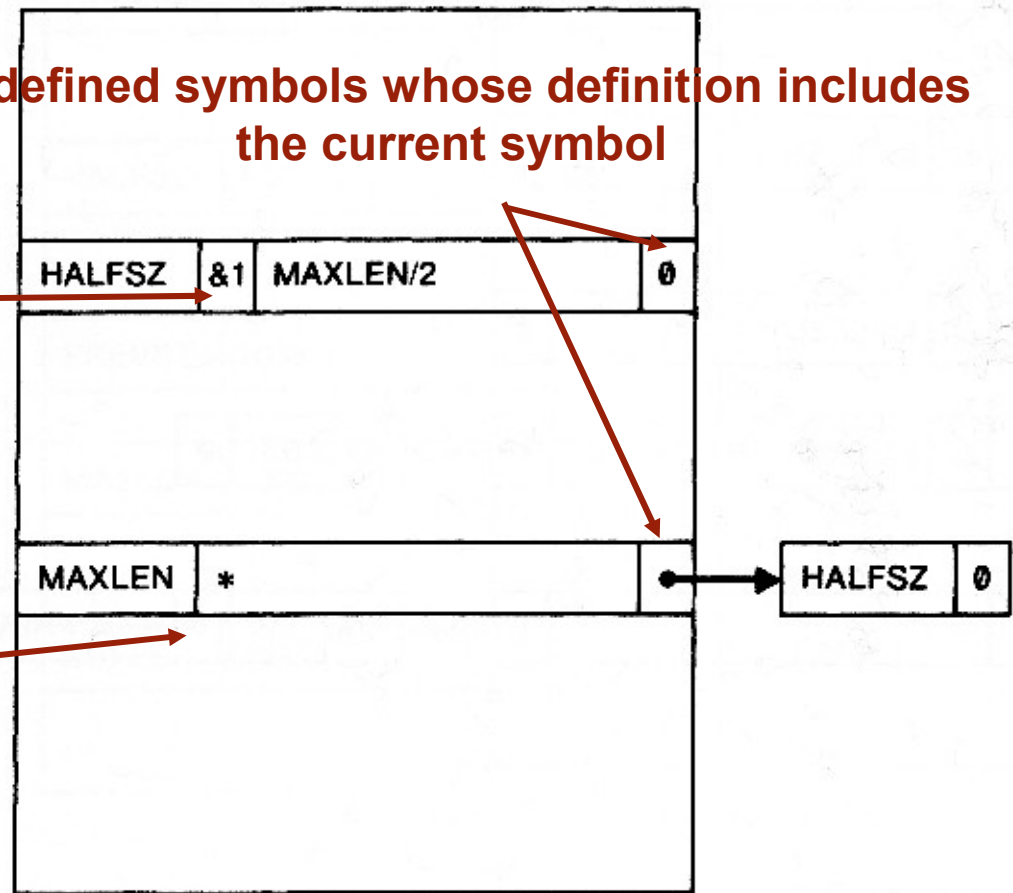 defined symbols whose definition includes
the current symbol
HALFSZ &1 MAXLEN/2 0
MAXLEN * HALFSZ 0